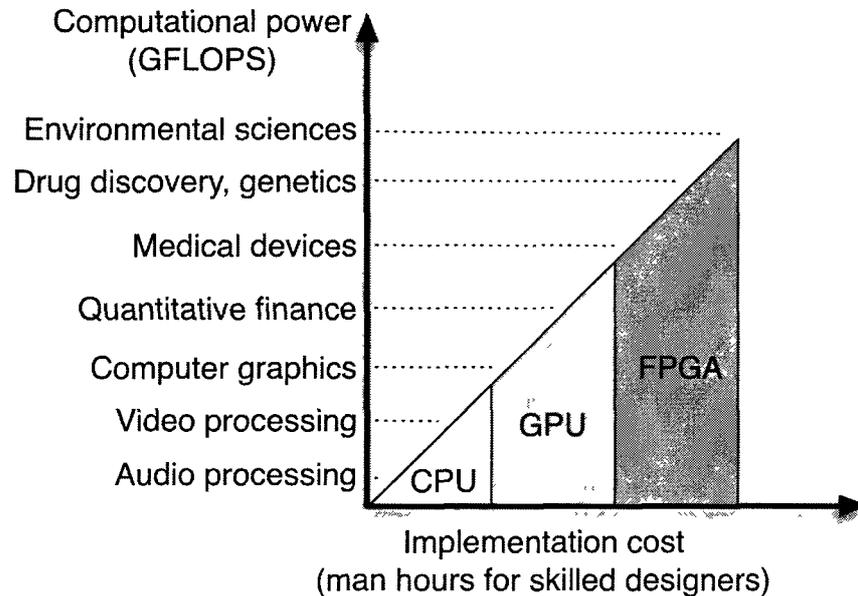 Computational power
(GFLOPS)
Environmental sciences
Drug discovery, genetics
Medical devices
Quantitative finance
Computer graphics
FPGA
Video processing
GPU
Audio processing
CPU
Implementation cost
(man hours for skilled designers)